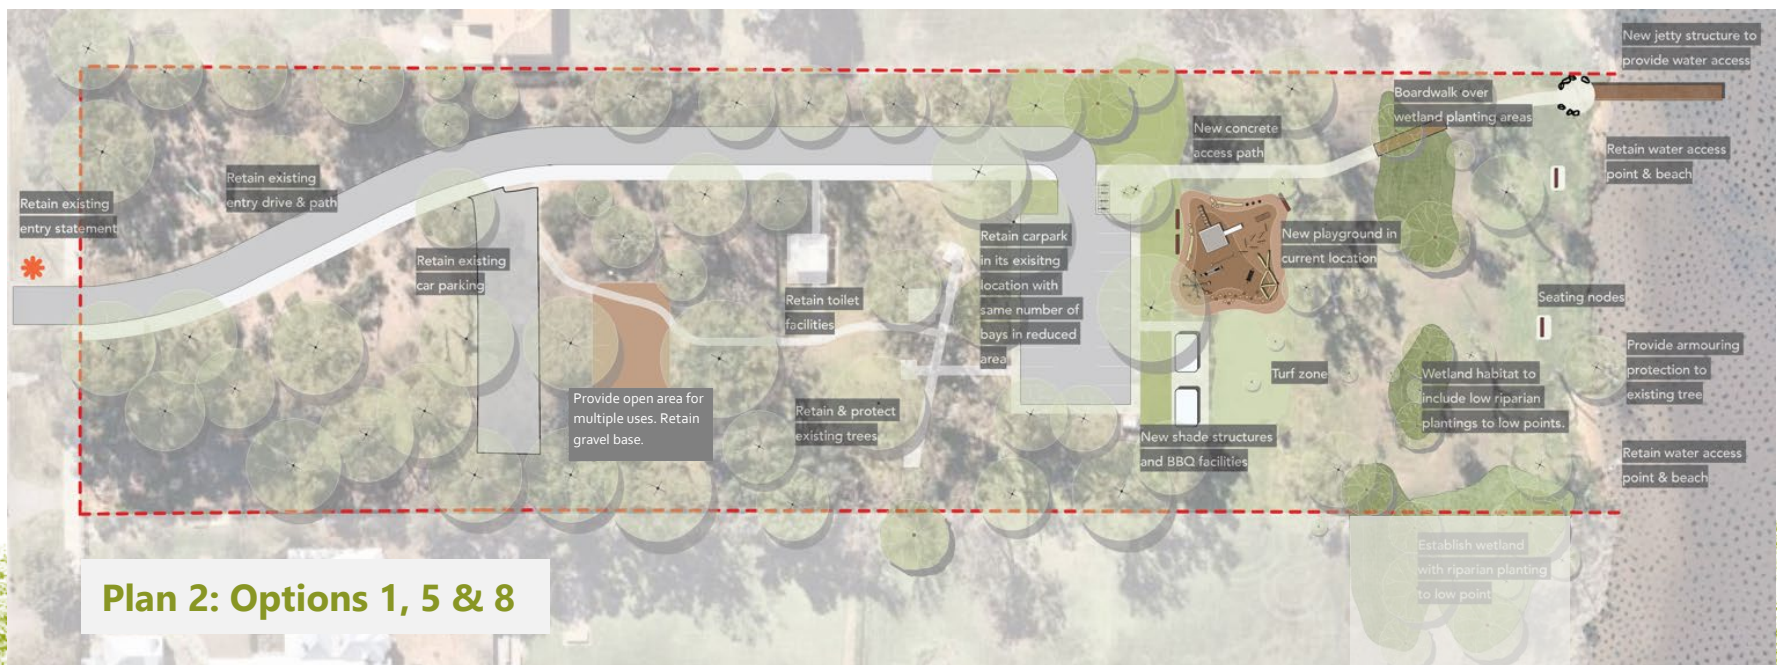 New jetty structure to
provide water access
Boardwalk over
wetland planting areas
New concrete
access path
Retain water access
point & beach
Retain existing
entry drive & path
Retain existing
entry statement
Retain existing
car parking
Retain carpark
in its exisitng
location with
same number of
bays in reduced
area
New playground in
current location
Retain toilet
facilities
Seating nodes
Provide armouring
protection to
existing tree
Turf zone
Wetland habitat to
include low riparian
plantings to low points.
Provide open area for
multiple uses. Retain
gravel base.
Retain & protect
existing trees
New shade structures
and BBQ facilities
Retain water access
point & beach
Establish wetland
with riparian planting
to low point
Plan 2: Options 1, 5 & 8